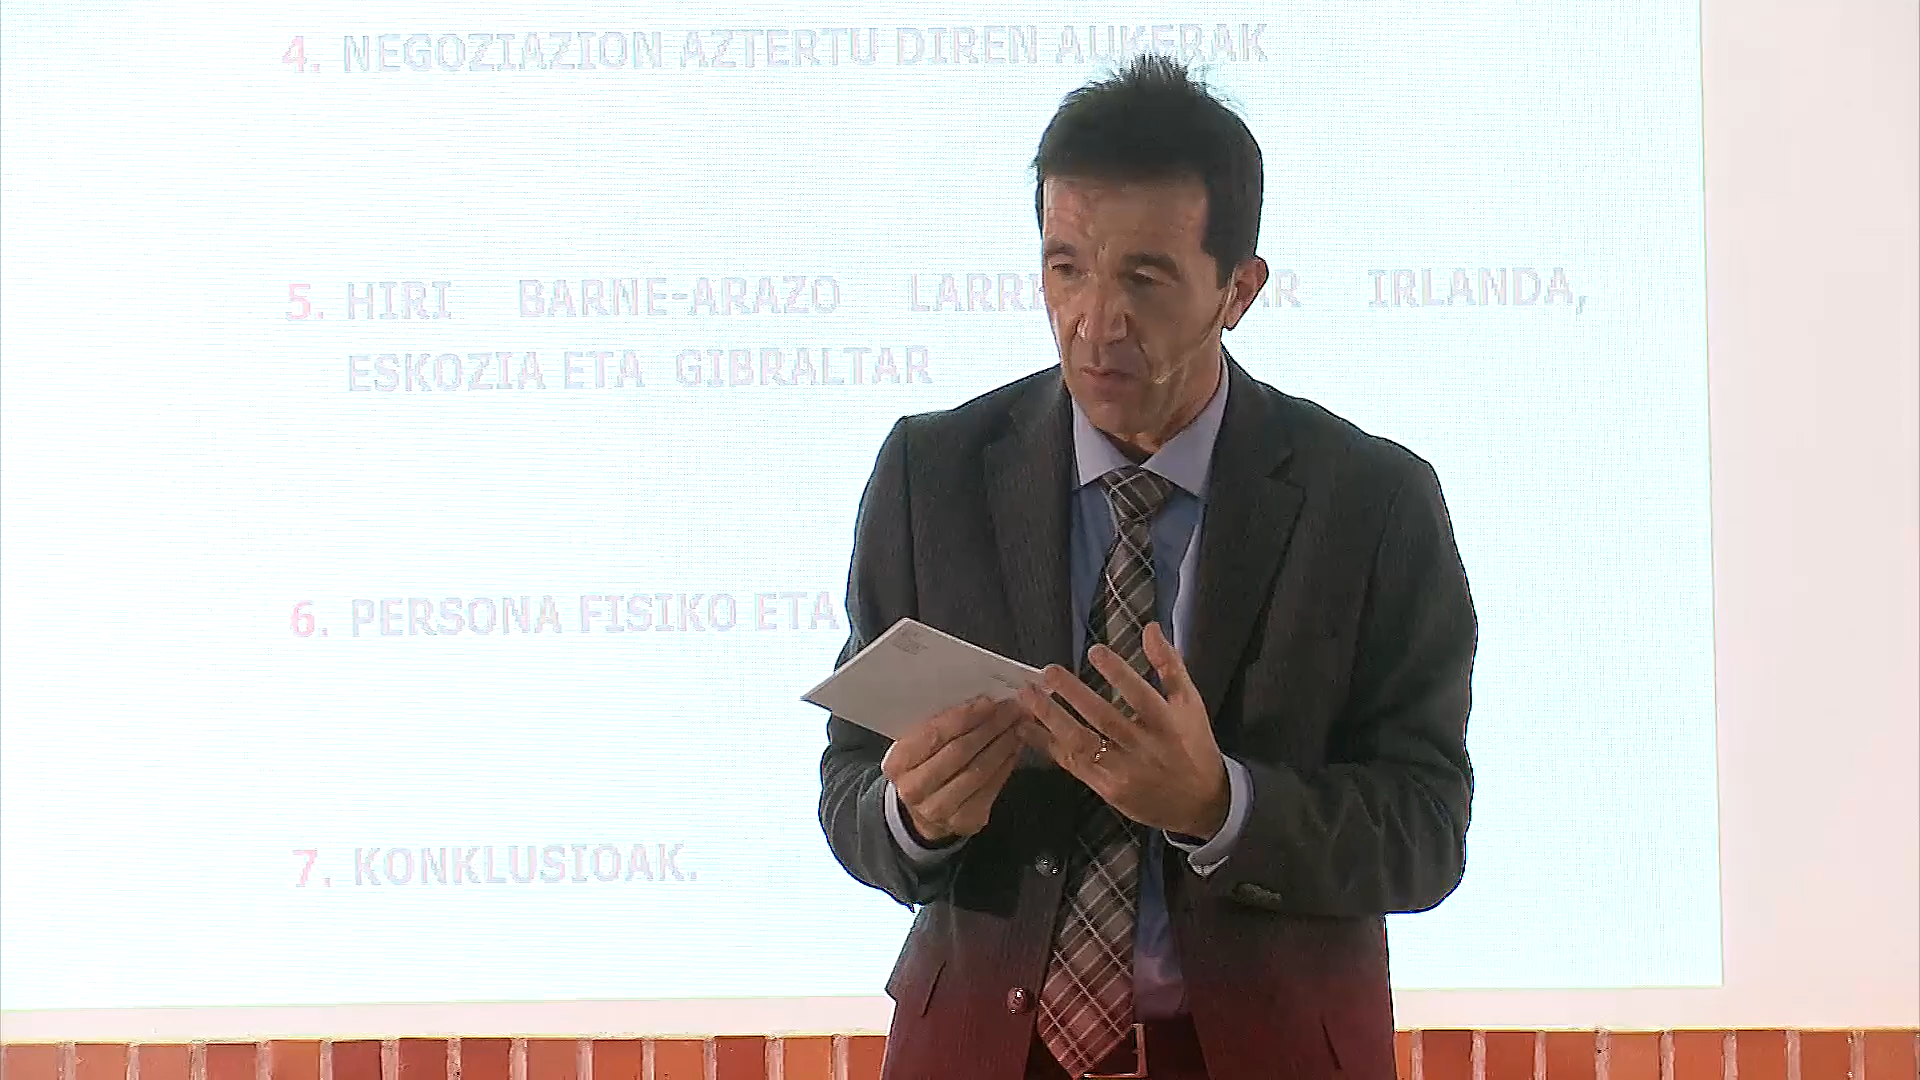 4. NEGOZIAZION AZTERTU DIREN AUKERAK
5. HIRI BARNE-ARAZO IRLANDA,
ESKOZIA ETA GIBRALTAR
6. PERSONA FISIKO ETA
7. KONKLUSIOAK.